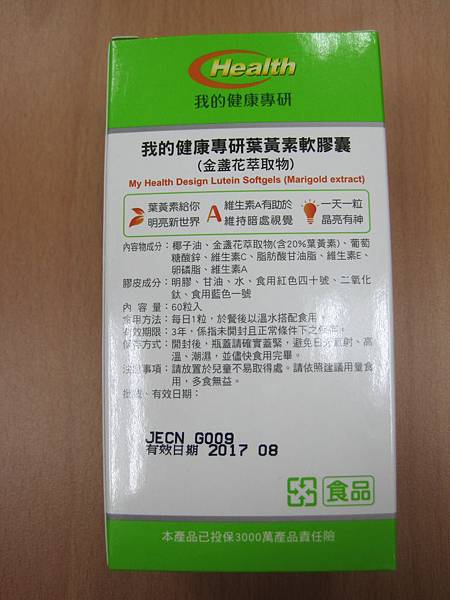 Health
我的健康專研
我的健康專研葉黃素軟膠囊
(金盞花萃取物)
My Health Design Lutein Softgels (Marigold extract)
葉黃素給你
明亮新世界
A
維生素A有助於
維持暗處視覺
一天一粒
晶亮有神
內容物成分：椰子油、金盞花萃取物(含20%葉黃素)、葡萄
糖酸鋅、維生素C、脂肪酸甘油脂、維生素E、
卵磷脂、維生素A
膠皮成分：明膠、甘油、水、食用紅色四十號、二氧化
鈦、食用藍色一號
內 容 量：60粒入
食用方法：每日1粒，於餐後以溫水搭配食用。
有效期限：3年，係指未開封且正常條件下之保存。
保存方式：開封後，瓶蓋請確實蓋緊，避免日光直射、高
溫、潮濕，並儘快食用完畢。
注意事項：請放置於兒童不易取得處。請依照建議用量食
用，多食無益。
批號、有效日期：
JECN G009
有效日期 2017 08
食品
本產品已投保3000萬產品責任險